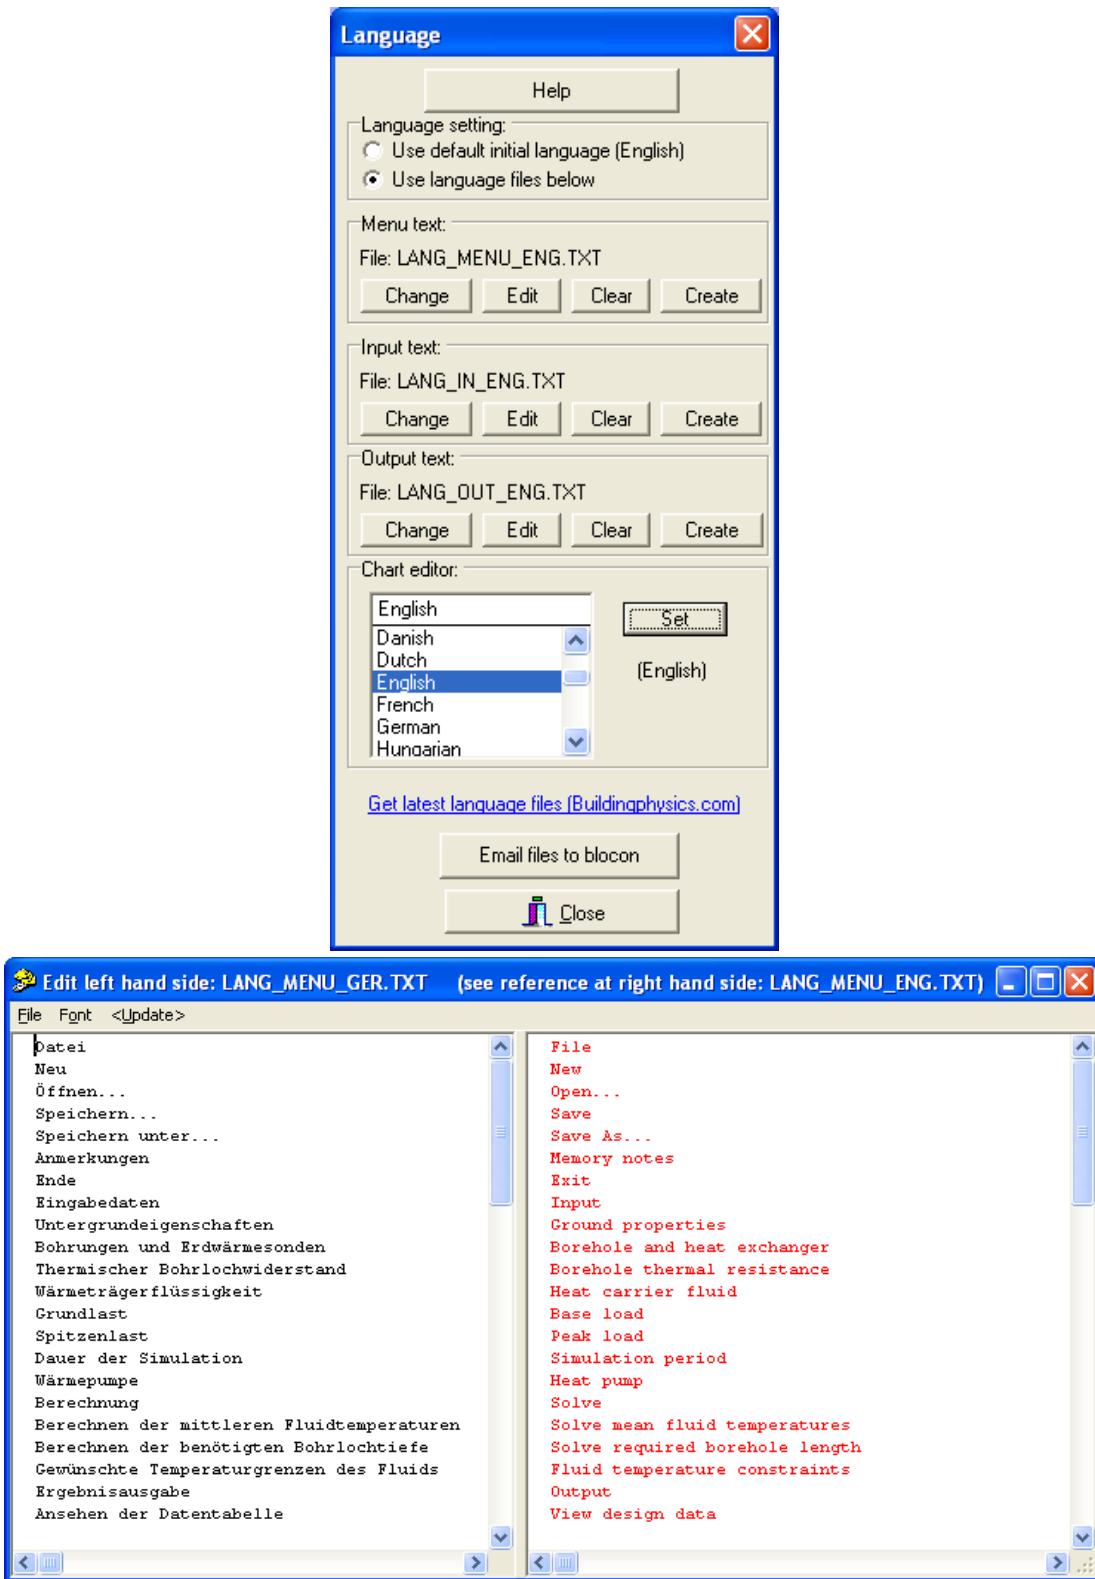 Language
Help
Language setting:
Use default initial language (English)
Use language files below
Menu text:
File: LANG_MENU_ENG.TXT
Change Edit Clear Create
Input text:
File: LANG_IN_ENG.TXT
Change Edit Clear Create
Output text:
File: LANG_OUT_ENG.TXT
Change Edit Clear Create
Chart editor:
English
Set
Danish
Dutch
(English)
English
French
German
Hungarian
Get latest language files (Buildingphysics.com)
Email files to blocon
Close
Edit left hand side: LANG_MENU_GER.TXT (see reference at right hand side: LANG_MENU_ENG.TXT)
File Font <Update>
Datei File
Neu New
Öffnen... Open...
Speichern... Save
Speichern unter... Save As...
Anmerkungen Memory notes
Ende Exit
Eingabedaten Input
Untergrundeigenschaften Ground properties
Bohrungen und Erdwärmesonden Borehole and heat exchanger
Thermischer Bohrlochwiderstand Borehole thermal resistance
Wärmeträgerflüssigkeit Heat carrier fluid
Grundlast Base load
Spitzenlast Peak load
Dauer der Simulation Simulation period
Wärmepumpe Heat pump
Berechnung Solve
Berechnen der mittleren Fluidtemperaturen Solve mean fluid temperatures
Berechnen der benötigten Bohrlochtiefe Solve required borehole length
Gewünschte Temperaturgrenzen des Fluids Fluid temperature constraints
Ergebnisausgabe Output
Ansehen der Datentabelle View design data